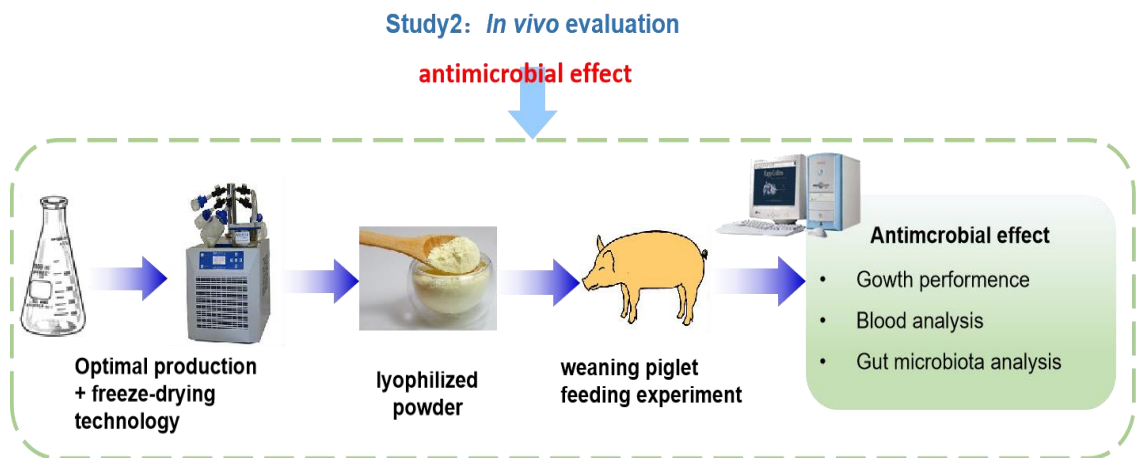 Study2：In vivo evaluation
antimicrobial effect
Optimal production
+ freeze-drying
technology
lyophilized
powder
weaning piglet
feeding experiment
Antimcrobial effect
• Gowth performence
• Blood analysis
• Gut microbiota analysis